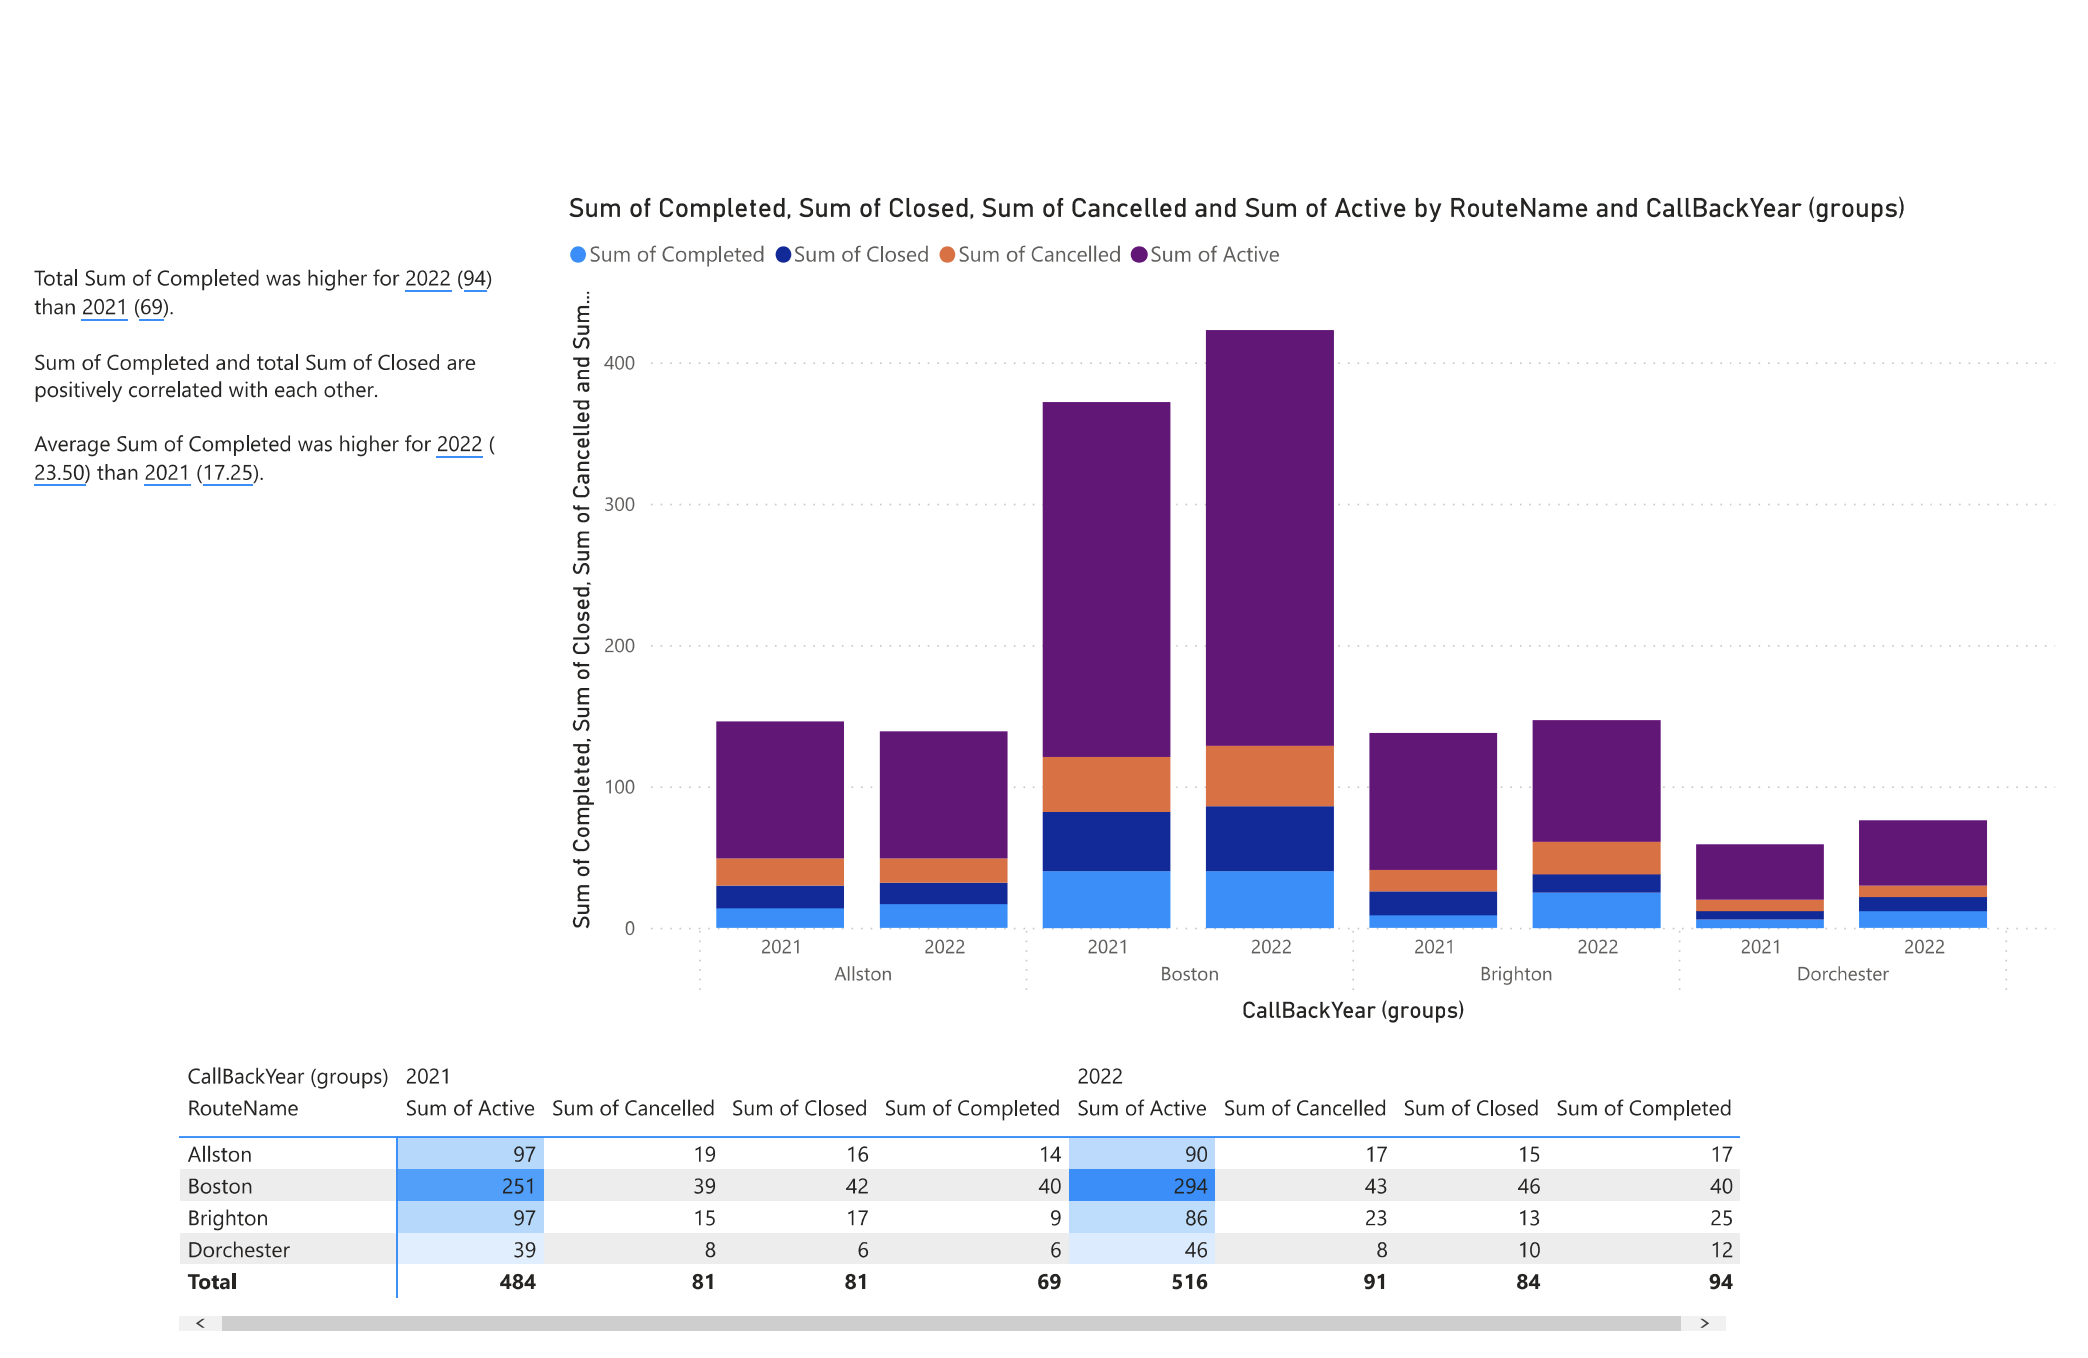 Sum of Completed, Sum of Closed, Sum of Cancelled and Sum of Active by RouteName and CallBackYear (groups)
Sum of Completed Sum of Closed Sum of Cancelled Sum of Active
Total Sum of Completed was higher for 2022 (94)
than 2021 (69).
Sum of Completed and total Sum of Closed are
positively correlated with each other.
Average Sum of Completed was higher for 2022 (
23.50) than 2021 (17.25).
Sum of Completed, Sum of Closed, Sum of Cancelled and Sum...
400
300
200
100
0
2021 2022 2021 2022 2021 2022 2021 2022
Allston Boston Brighton Dorchester
CallBackYear (groups)
CallBackYear (groups) 2021 2022
RouteName Sum of Active Sum of Cancelled Sum of Closed Sum of Completed Sum of Active Sum of Cancelled Sum of Closed Sum of Completed
Allston 97 19 16 14 90 17 15 17
Boston 251 39 42 40 294 43 46 40
Brighton 97 15 17 9 86 23 13 25
Dorchester 39 8 6 6 46 8 10 12
Total 484 81 81 69 516 91 84 94